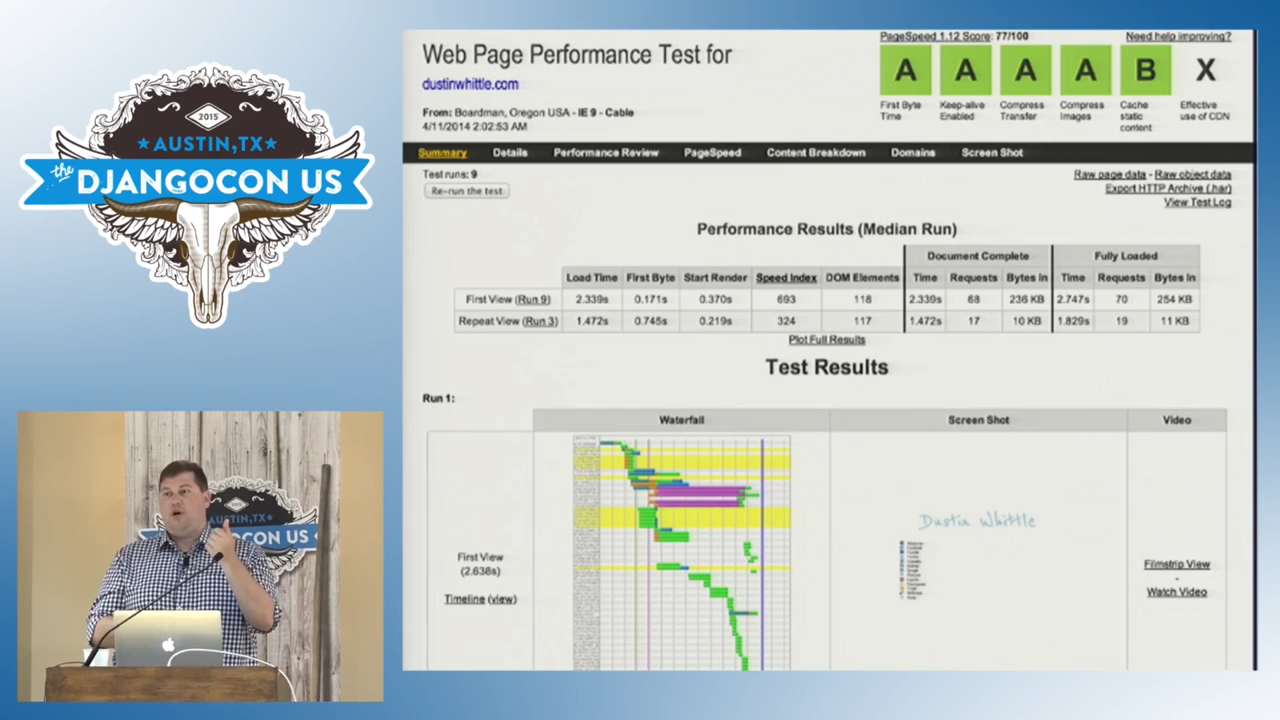 2015
AUSTIN, TX
the
DJANGOCON US
2015
AUSTIN, TX
CON US
Web Page Performance Test for
dustinwhittle.com
From: Boardman, Oregon USA - IE 9 - Cable
4/11/2014 2:02:53 AM
PageSpeed 1.12 Score: 77/100
Need help improving?
A A A A B X
First Byte Time
Keep-alive Enabled
Compress Transfer
Compress Images
Cache static content
Effective use of CDN
Summary Details Performance Review PageSpeed Content Breakdown Domains Screen Shot
Test runs: 9
Re-run the test
Raw page data - Raw object data
Export HTTP Archive (.har)
View Test Log
Performance Results (Median Run)
Document Complete Fully Loaded
Load Time First Byte Start Render Speed Index DOM Elements Time Requests Bytes In Time Requests Bytes In
First View (Run 9) 2.339s 0.171s 0.370s 693 118 2.339s 68 236 KB 2.747s 70 254 KB
Repeat View (Run 3) 1.472s 0.745s 0.219s 324 117 1.472s 17 10 KB 1.829s 19 11 KB
Plot Full Results
Test Results
Run 1:
Waterfall Screen Shot Video
First View
(2.638s)
Timeline (view)
Dustin Whittle
Filmstrip View
-
Watch Video